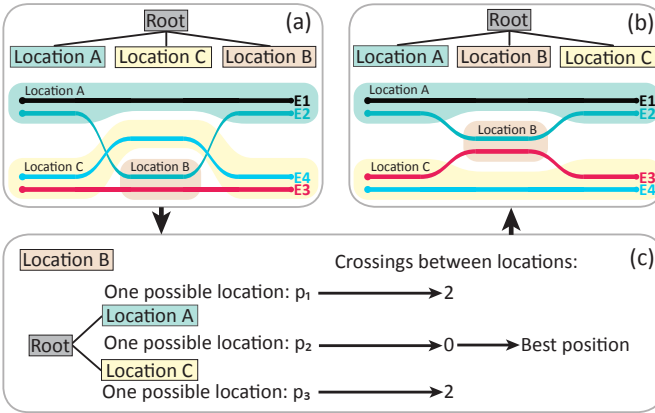 (a)
Root
Location A
Location C
Location B
Location A
E1
E2
Location C
Location B
E4
E3
(b)
Root
Location A
Location B
Location C
Location A
E1
E2
Location B
Location C
E3
E4
(c)
Location B
Crossings between locations:
One possible location: p₁ 2
Location A
Root
One possible location: p₂ 0 Best position
Location C
One possible location: p₃ 2